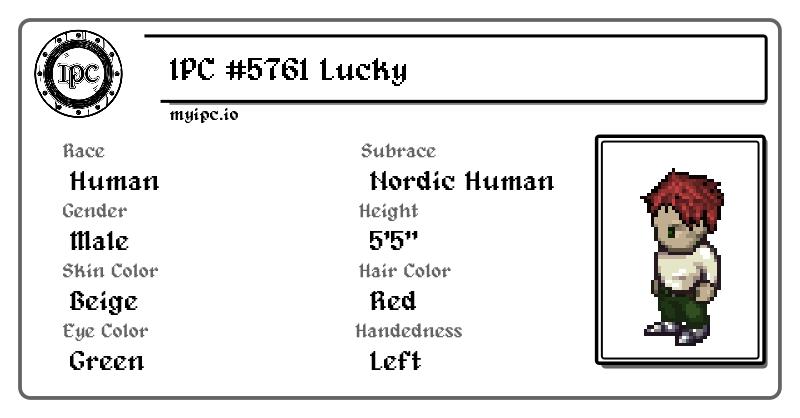 IPC
IPC #5761 Lucky
myipc.io
Race
Human
Subrace
Nordic Human
Gender
Male
Height
5'5"
Skin Color
Beige
Hair Color
Red
Eye Color
Green
Handedness
Left